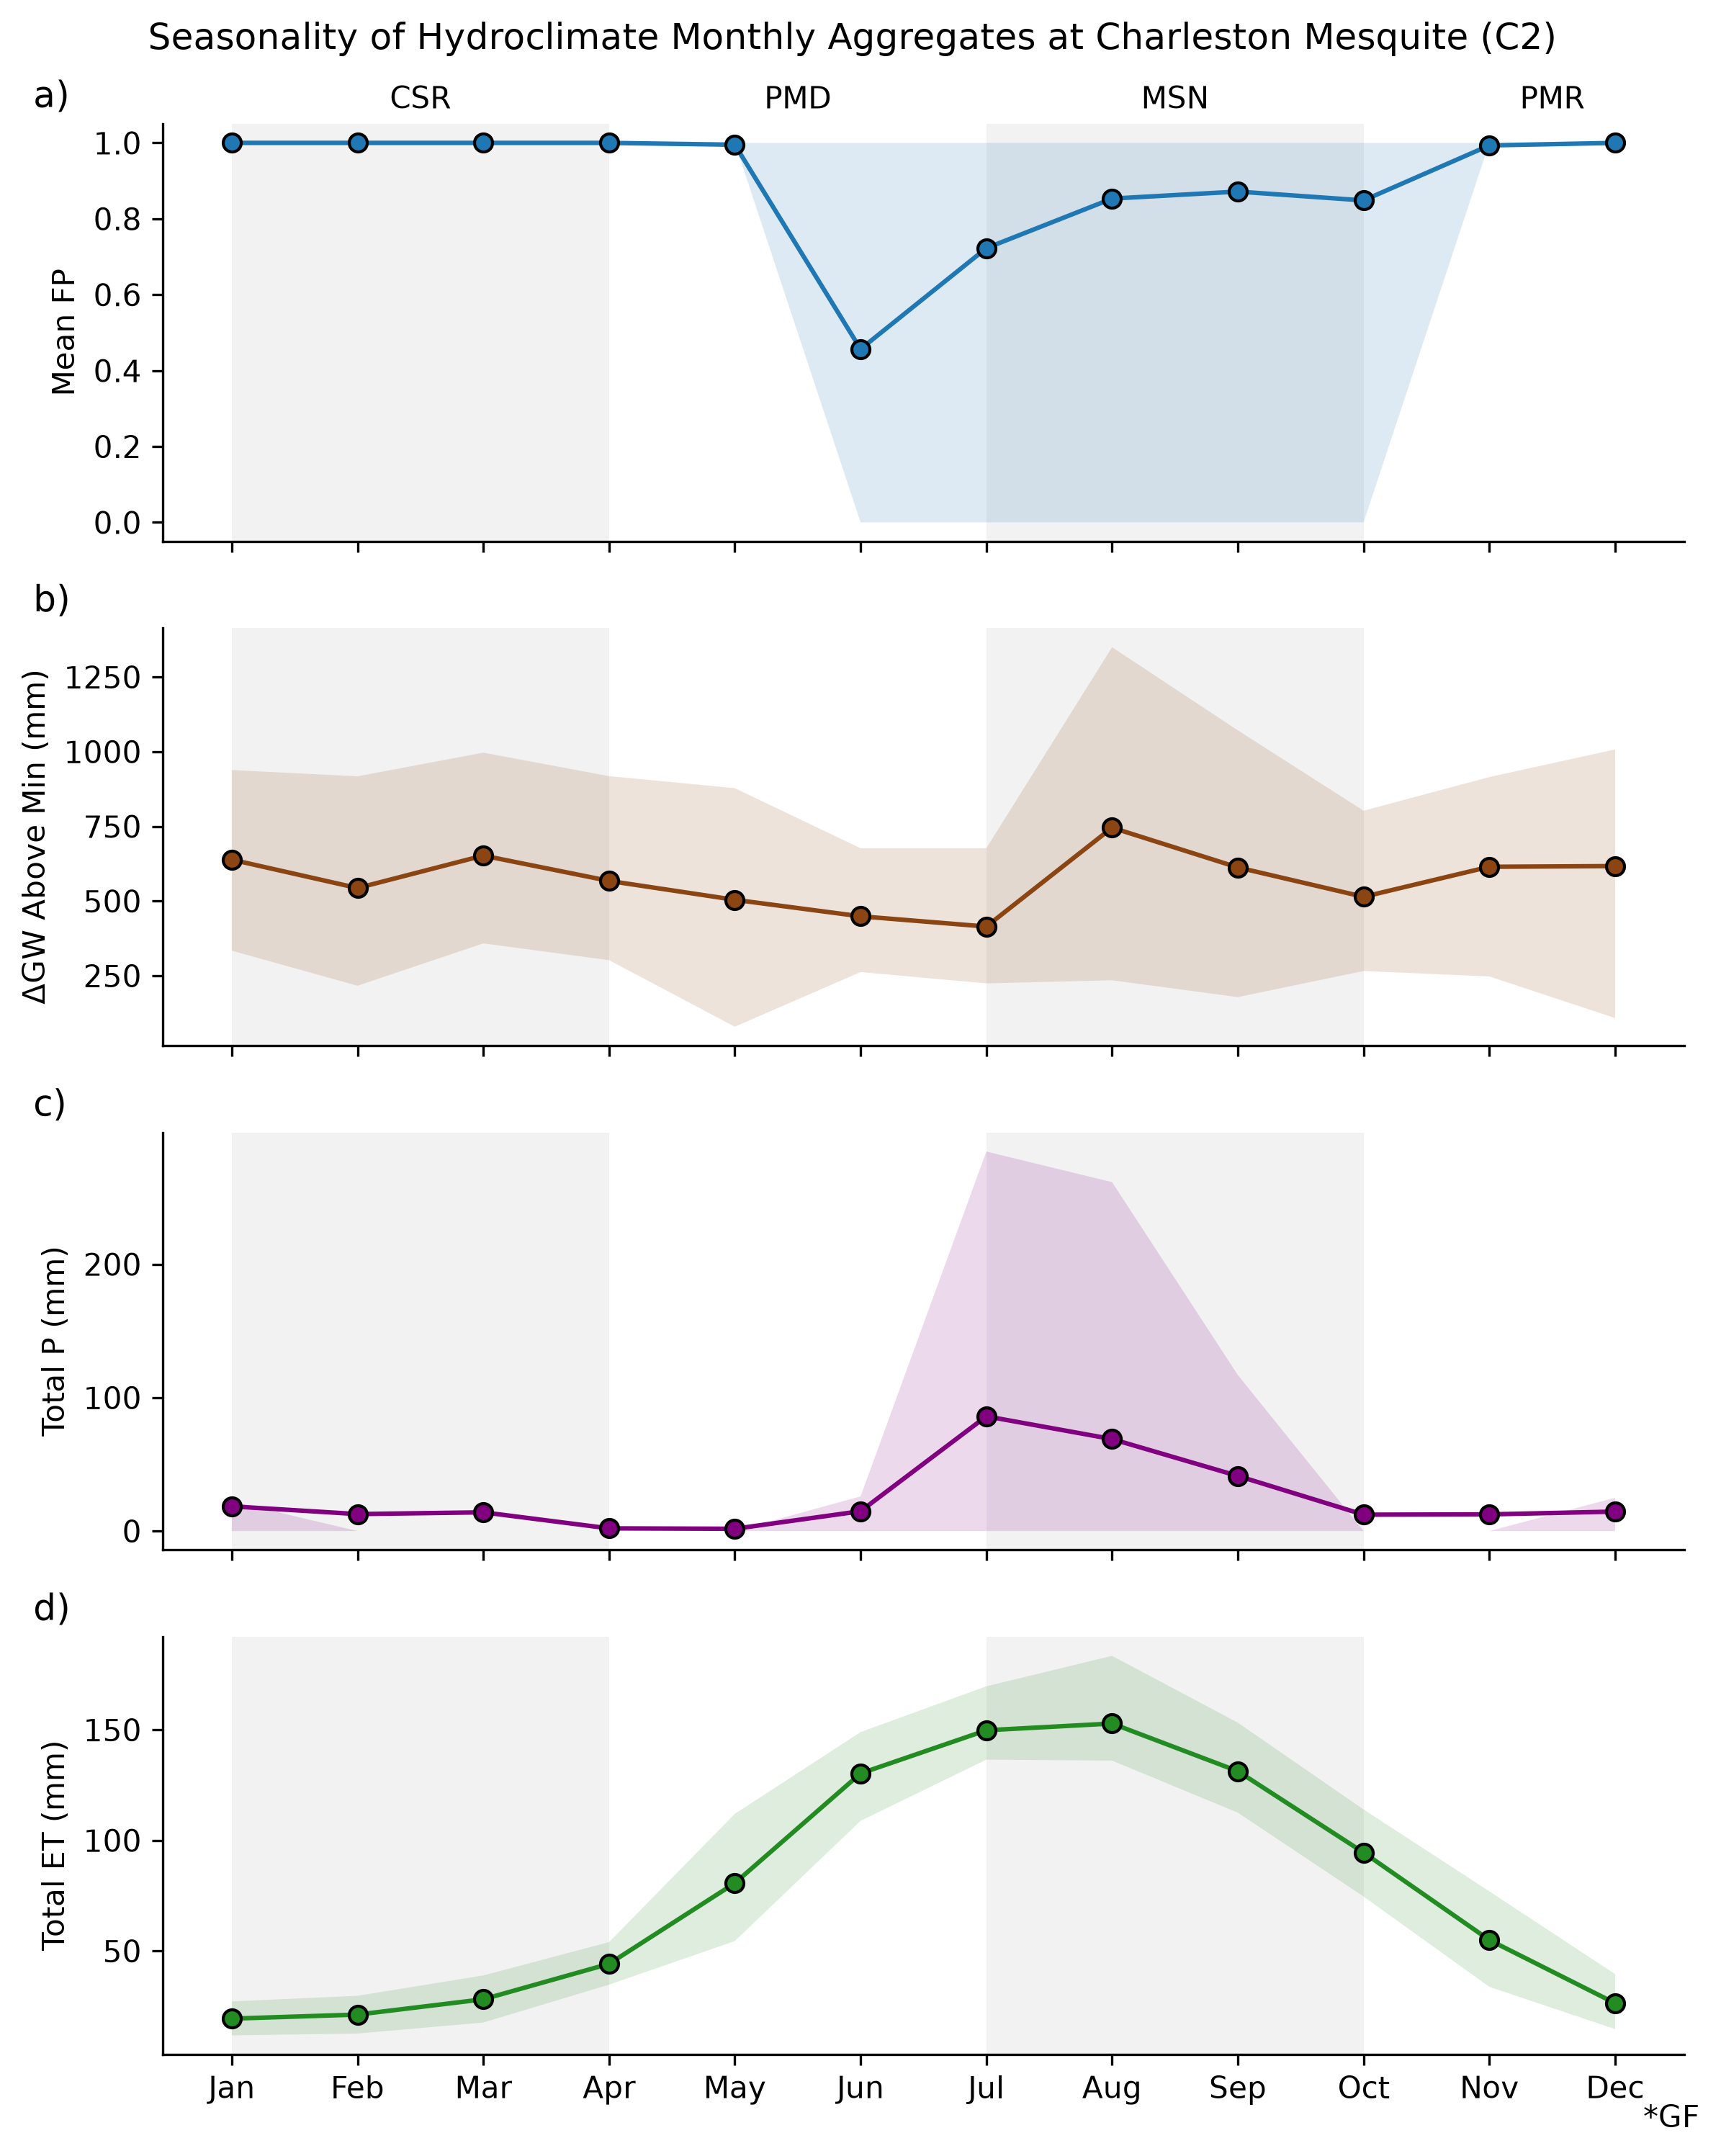 Seasonality of Hydroclimate Monthly Aggregates at Charleston Mesquite (C2)
a)
CSR PMD MSN PMR
Mean FP
1.0
0.8
0.6
0.4
0.2
0.0
b)
ΔGW Above Min (mm)
1250
1000
750
500
250
c)
Total P (mm)
200
100
0
d)
Total ET (mm)
150
100
50
Jan Feb Mar Apr May Jun Jul Aug Sep Oct Nov Dec
*GF